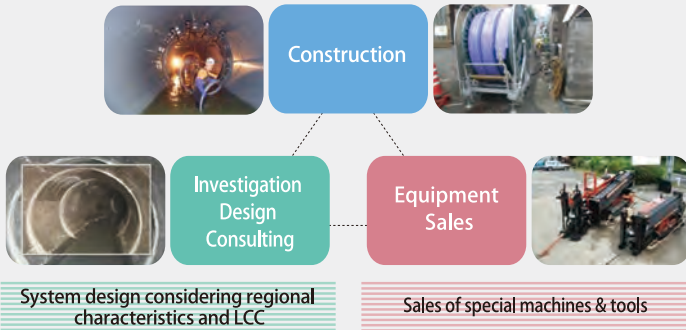 Construction
Investigation
Design
Consulting
Equipment
Sales
System design considering regional
characteristics and LCC
Sales of special machines & tools